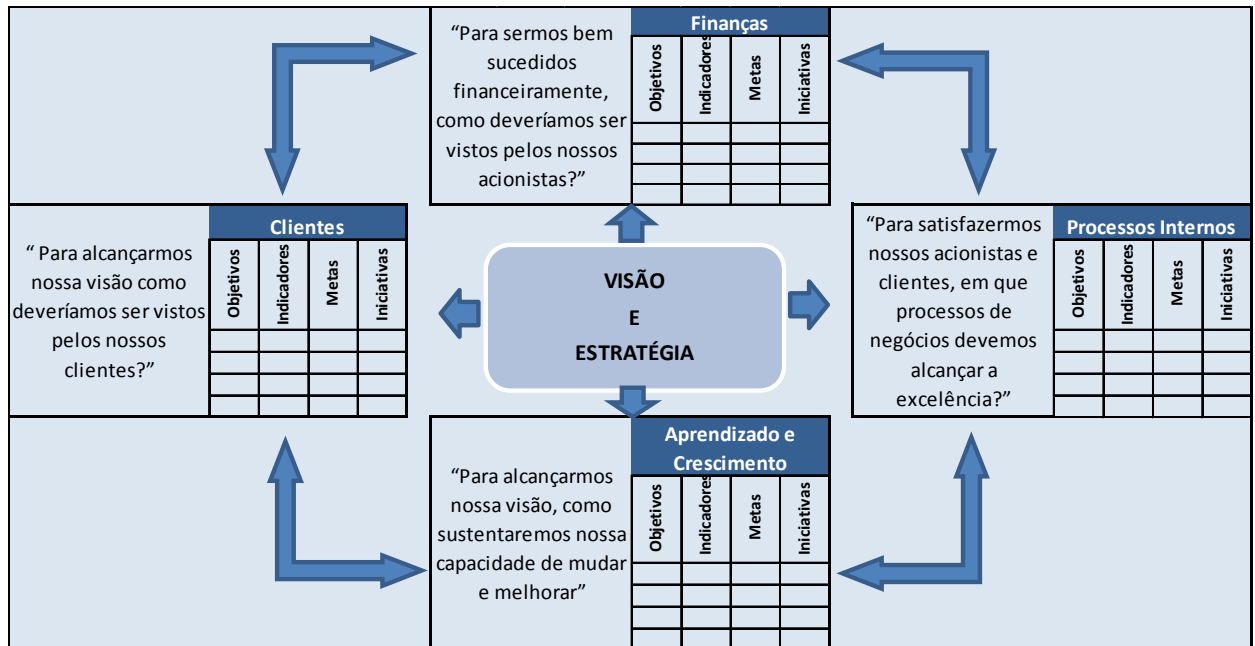 “Para sermos bem
sucedidos
financeiramente,
como deveríamos ser
vistos pelos nossos
acionistas?”
Finanças
Objetivos
Indicadores
Metas
Iniciativas
“ Para alcançarmos
nossa visão como
deveríamos ser vistos
pelos nossos
clientes?”
Clientes
Objetivos
Indicadores
Metas
Iniciativas
VISÃO
E
ESTRATÉGIA
“Para satisfazermos
nossos acionistas e
clientes, em que
processos de
negócios devemos
alcançar a
excelência?”
Processos Internos
Objetivos
Indicadores
Metas
Iniciativas
“Para alcançarmos
nossa visão, como
sustentaremos nossa
capacidade de mudar
e melhorar”
Aprendizado e
Crescimento
Objetivos
Indicadores
Metas
Iniciativas